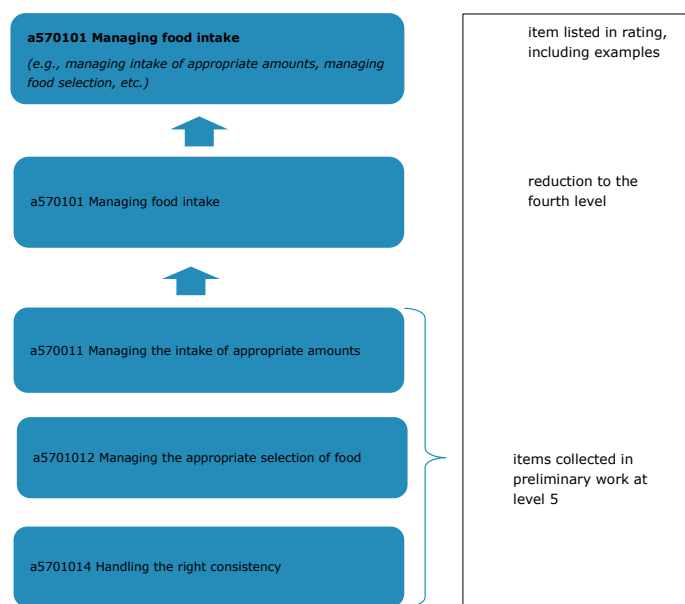 a570101 Managing food intake
(e.g., managing intake of appropriate amounts, managing
food selection, etc.)
item listed in rating,
including examples
a570101 Managing food intake
reduction to the
fourth level
a570011 Managing the intake of appropriate amounts
a5701012 Managing the appropriate selection of food
items collected in
preliminary work at
level 5
a5701014 Handling the right consistency